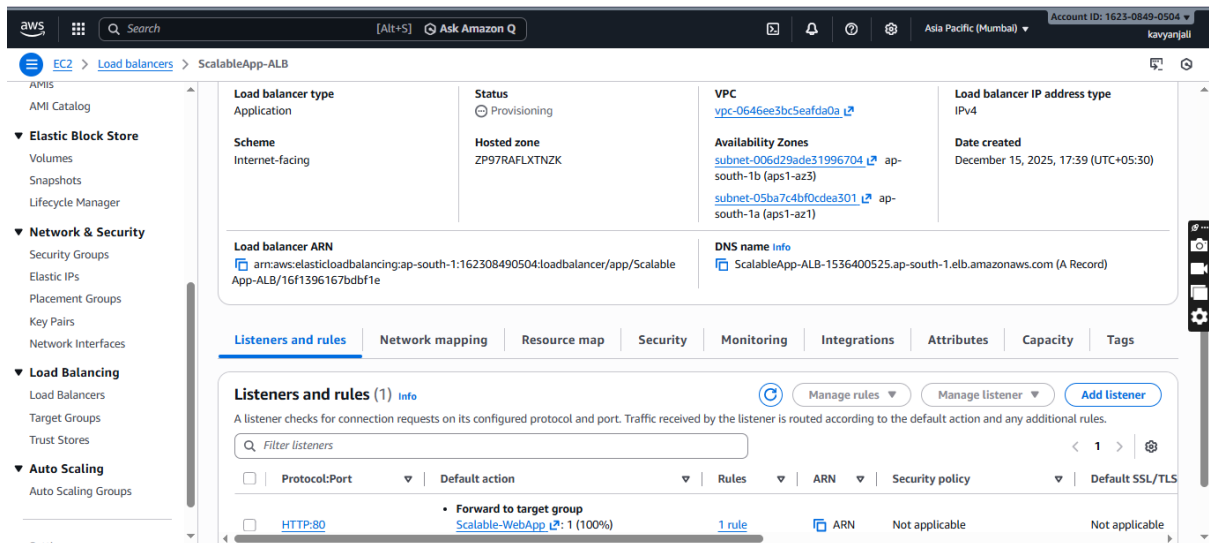 aws
Search
[Alt+S]
Ask Amazon Q
Asia Pacific (Mumbai) ▼
Account ID: 1623-0849-0504 ▼
kavyanjali
EC2 > Load balancers > ScalableApp-ALB
AMIs
AMI Catalog
▼ Elastic Block Store
Volumes
Snapshots
Lifecycle Manager
▼ Network & Security
Security Groups
Elastic IPs
Placement Groups
Key Pairs
Network Interfaces
▼ Load Balancing
Load Balancers
Target Groups
Trust Stores
▼ Auto Scaling
Auto Scaling Groups
Load balancer type
Application
Status
Provisioning
VPC
vpc-0646ee3bc5eafda0a
Load balancer IP address type
IPv4
Scheme
Internet-facing
Hosted zone
ZP97RAFLXTNZK
Availability Zones
subnet-006d29ade31996704 ap-
south-1b (aps1-az3)
subnet-05ba7c4bf0cdea301 ap-
south-1a (aps1-az1)
Date created
December 15, 2025, 17:39 (UTC+05:30)
Load balancer ARN
arn:aws:elasticloadbalancing:ap-south-1:162308490504:loadbalancer/app/Scalable
App-ALB/16f1396167bdbf1e
DNS name Info
ScalableApp-ALB-1536400525.ap-south-1.elb.amazonaws.com (A Record)
Listeners and rules
Network mapping
Resource map
Security
Monitoring
Integrations
Attributes
Capacity
Tags
Listeners and rules (1) Info
Manage rules ▼
Manage listener ▼
Add listener
A listener checks for connection requests on its configured protocol and port. Traffic received by the listener is routed according to the default action and any additional rules.
Filter listeners
< 1 >
Protocol:Port
Default action
Rules
ARN
Security policy
Default SSL/TLS
HTTP:80
• Forward to target group
Scalable-WebApp : 1 (100%)
1 rule
ARN
Not applicable
Not applicable